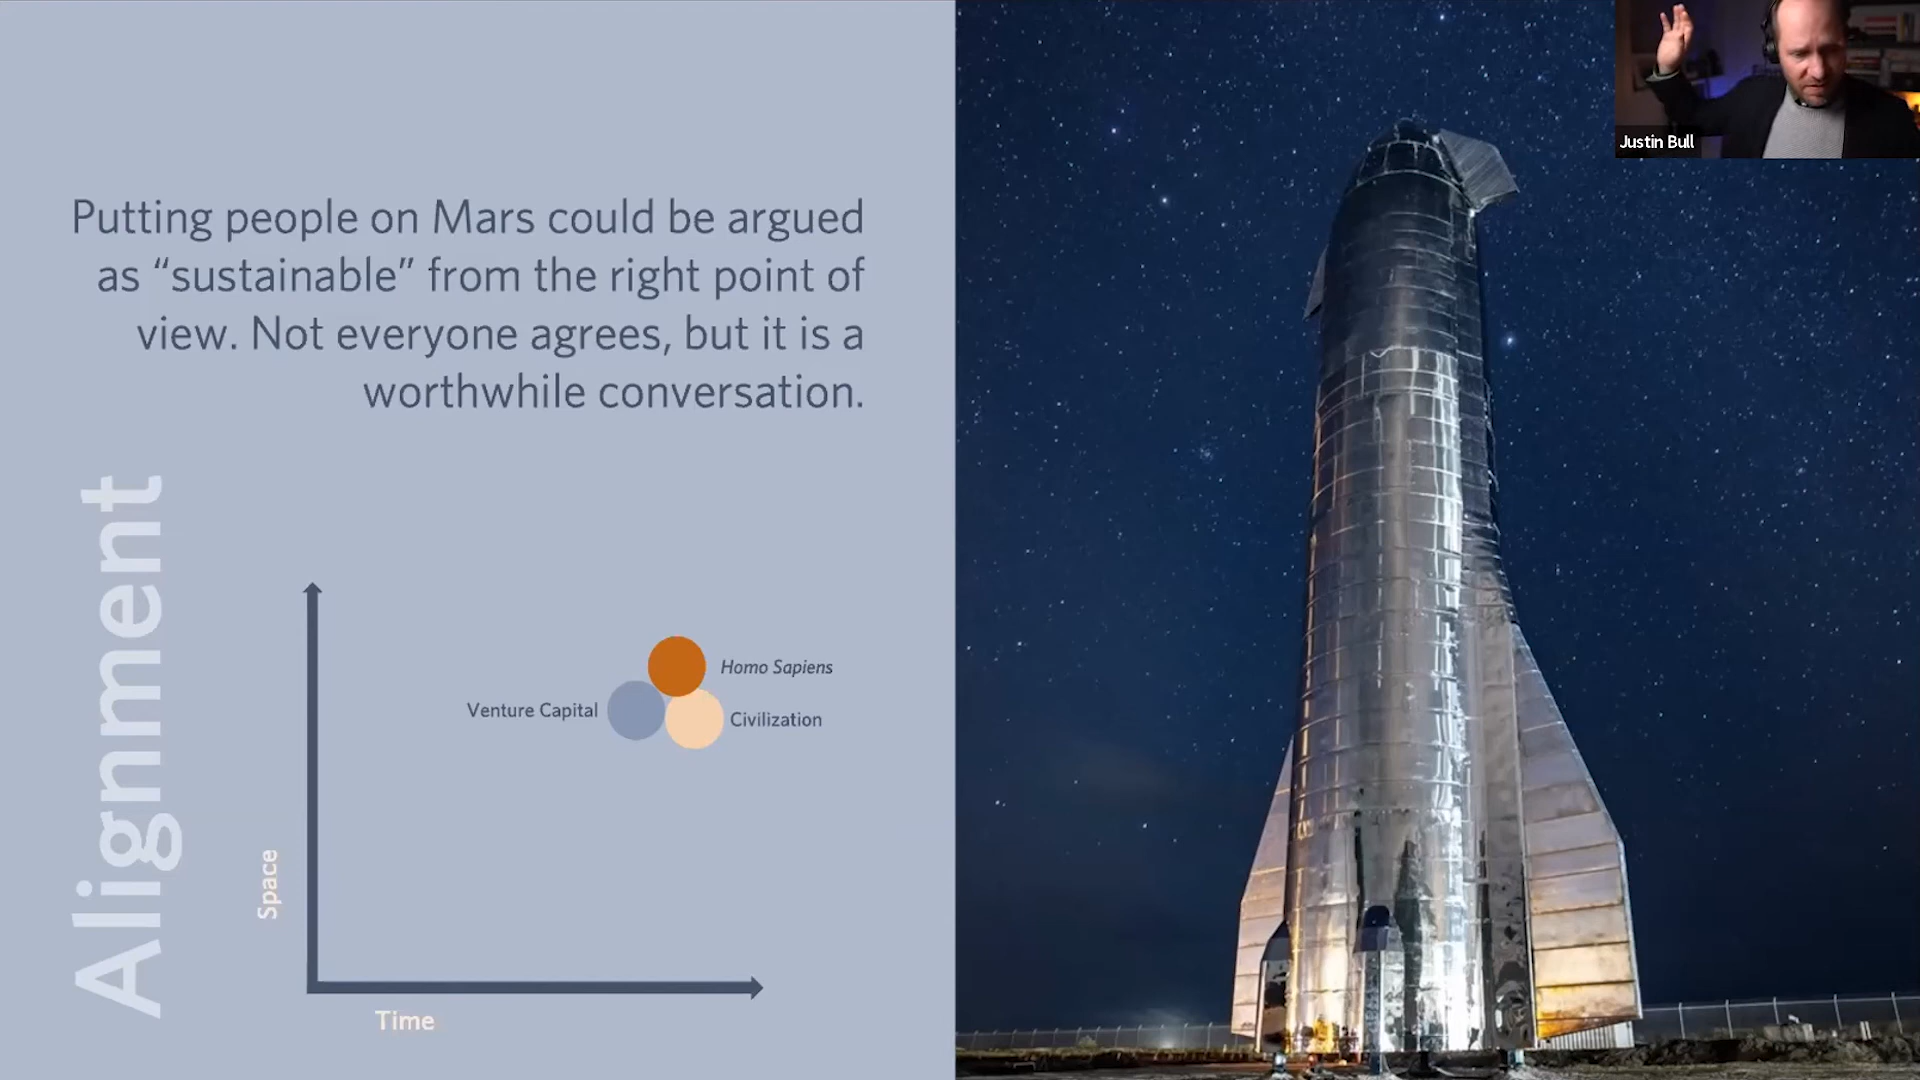 Putting people on Mars could be argued
as “sustainable” from the right point of
view. Not everyone agrees, but it is a
worthwhile conversation.
Alignment
Homo Sapiens
Venture Capital
Civilization
Space
Time
Justin Bull